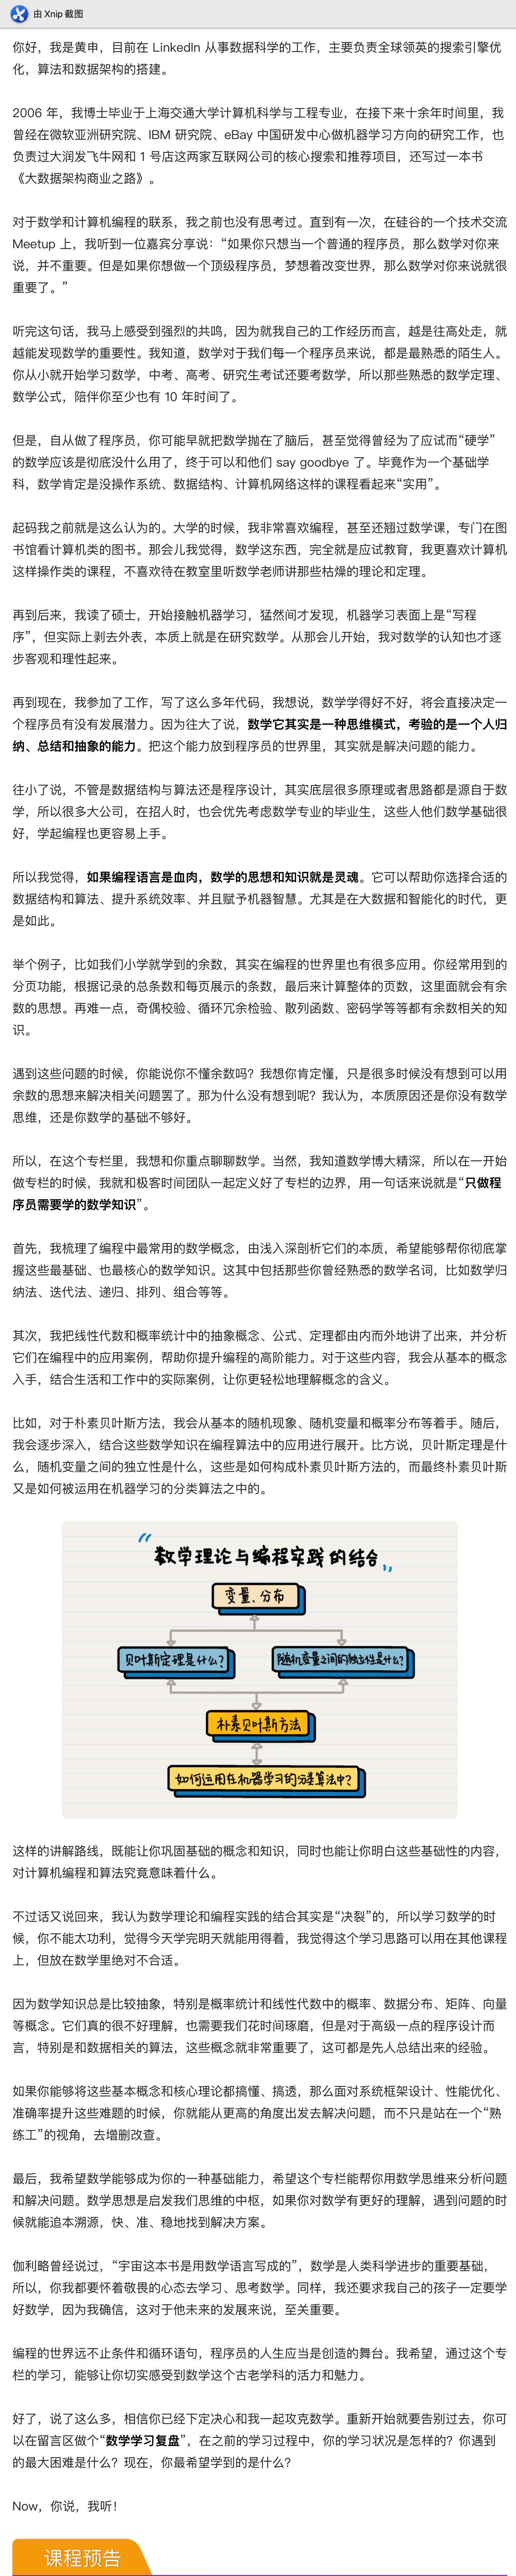 由 Xnip 截图
你好，我是黄申，目前在 LinkedIn 从事数据科学的工作，主要负责全球领英的搜索引擎优
化，算法和数据架构的搭建。
2006 年，我博士毕业于上海交通大学计算机科学与工程专业，在接下来十余年时间里，我
曾经在微软亚洲研究院、IBM 研究院、eBay 中国研发中心做机器学习方向的研究工作，也
负责过大润发飞牛网和 1 号店这两家互联网公司的核心搜索和推荐项目，还写过一本书
《大数据架构商业之路》。
对于数学和计算机编程的联系，我之前也没有思考过。直到有一次，在硅谷的一个技术交流
Meetup 上，我听到一位嘉宾分享说：“如果你只想当一个普通的程序员，那么数学对你来
说，并不重要。但是如果你想做一个顶级程序员，梦想着改变世界，那么数学对你来说就很
重要了。”
听完这句话，我马上感受到强烈的共鸣，因为就我自己的工作经历而言，越是往高处走，就
越能发现数学的重要性。我知道，数学对于我们每一个程序员来说，都是最熟悉的陌生人。
你从小就开始学习数学，中考、高考、研究生考试还要考数学，所以那些熟悉的数学定理、
数学公式，陪伴你至少也有 10 年时间了。
但是，自从做了程序员，你可能早就把数学抛在了脑后，甚至觉得曾经为了应试而“硬学”
的数学应该是彻底没什么用了，终于可以和他们 say goodbye 了。毕竟作为一个基础学
科，数学肯定是没操作系统、数据结构、计算机网络这样的课程看起来“实用”。
起码我之前就是这么认为的。大学的时候，我非常喜欢编程，甚至还翘过数学课，专门在图
书馆看计算机类的图书。那会儿我觉得，数学这东西，完全就是应试教育，我更喜欢计算机
这样操作类的课程，不喜欢待在教室里听数学老师讲那些枯燥的理论和定理。
再到后来，我读了硕士，开始接触机器学习，猛然间才发现，机器学习表面上是“写程
序”，但实际上剥去外表，本质上就是在研究数学。从那会儿开始，我对数学的认知也才逐
步客观和理性起来。
再到现在，我参加了工作，写了这么多年代码，我想说，数学学得好不好，将会直接决定一
个程序员有没有发展潜力。因为往大了说，数学它其实是一种思维模式，考验的是一个人归
纳、总结和抽象的能力。把这个能力放到程序员的世界里，其实就是解决问题的能力。
往小了说，不管是数据结构与算法还是程序设计，其实底层很多原理或者思路都是源自于数
学，所以很多大公司，在招人时，也会优先考虑数学专业的毕业生，这些人他们数学基础很
好，学起编程也更容易上手。
所以我觉得，如果编程语言是血肉，数学的思想和知识就是灵魂。它可以帮助你选择合适的
数据结构和算法、提升系统效率、并且赋予机器智慧。尤其是在大数据和智能化的时代，更
是如此。
举个例子，比如我们小学就学到的余数，其实在编程的世界里也有很多应用。你经常用到的
分页功能，根据记录的总条数和每页展示的条数，最后来计算整体的页数，这里面就会有余
数的思想。再难一点，奇偶校验、循环冗余检验、散列函数、密码学等等都有余数相关的知
识。
遇到这些问题的时候，你能说你不懂余数吗？我想你肯定懂，只是很多时候没有想到可以用
余数的思想来解决相关问题罢了。那为什么没有想到呢？我认为，本质原因还是你没有数学
思维，还是你数学的基础不够好。
所以，在这个专栏里，我想和你重点聊聊数学。当然，我知道数学博大精深，所以在一开始
做专栏的时候，我就和极客时间团队一起定义好了专栏的边界，用一句话来说就是“只做程
序员需要学的数学知识”。
首先，我梳理了编程中最常用的数学概念，由浅入深剖析它们的本质，希望能够帮你彻底掌
握这些最基础、也最核心的数学知识。这其中包括那些你曾经熟悉的数学名词，比如数学归
纳法、迭代法、递归、排列、组合等等。
其次，我把线性代数和概率统计中的抽象概念、公式、定理都由内而外地讲了出来，并分析
它们在编程中的应用案例，帮助你提升编程的高阶能力。对于这些内容，我会从基本的概念
入手，结合生活和工作中的实际案例，让你更轻松地理解概念的含义。
比如，对于朴素贝叶斯方法，我会从基本的随机现象、随机变量和概率分布等着手。随后，
我会逐步深入，结合这些数学知识在编程算法中的应用进行展开。比方说，贝叶斯定理是什
么，随机变量之间的独立性是什么，这些是如何构成朴素贝叶斯方法的，而最终朴素贝叶斯
又是如何被运用在机器学习的分类算法之中的。
“数学理论与编程实践的结合”
变量、分布
贝叶斯定理是什么？
随机变量之间的独立性是什么？
朴素贝叶斯方法
如何运用在机器学习的分类算法中？
这样的讲解路线，既能让你巩固基础的概念和知识，同时也能让你明白这些基础性的内容，
对计算机编程和算法究竟意味着什么。
不过话又说回来，我认为数学理论和编程实践的结合其实是“决裂”的，所以学习数学的时
候，你不能太功利，觉得今天学完明天就能用得着，我觉得这个学习思路可以用在其他课程
上，但放在数学里绝对不合适。
因为数学知识总是比较抽象，特别是概率统计和线性代数中的概率、数据分布、矩阵、向量
等概念。它们真的很不好理解，也需要我们花时间琢磨，但是对于高级一点的程序设计而
言，特别是和数据相关的算法，这些概念就非常重要了，这可都是先人总结出来的经验。
如果你能够将这些基本概念和核心理论都搞懂、搞透，那么面对系统框架设计、性能优化、
准确率提升这些难题的时候，你就能从更高的角度出发去解决问题，而不只是站在一个“熟
练工”的视角，去增删改查。
最后，我希望数学能够成为你的一种基础能力，希望这个专栏能帮你用数学思维来分析问题
和解决问题。数学思想是启发我们思维的中枢，如果你对数学有更好的理解，遇到问题的时
候就能追本溯源，快、准、稳地找到解决方案。
伽利略曾经说过，“宇宙这本书是用数学语言写成的”，数学是人类科学进步的重要基础，
所以，你我都要怀着敬畏的心态去学习、思考数学。同样，我还要求我自己的孩子一定要学
好数学，因为我确信，这对于他未来的发展来说，至关重要。
编程的世界远不止条件和循环语句，程序员的人生应当是创造的舞台。我希望，通过这个专
栏的学习，能够让你切实感受到数学这个古老学科的活力和魅力。
好了，说了这么多，相信你已经下定决心和我一起攻克数学。重新开始就要告别过去，你可
以在留言区做个“数学学习复盘”，在之前的学习过程中，你的学习状况是怎样的？你遇到
的最大困难是什么？现在，你最希望学到的是什么？
Now，你说，我听！
课程预告